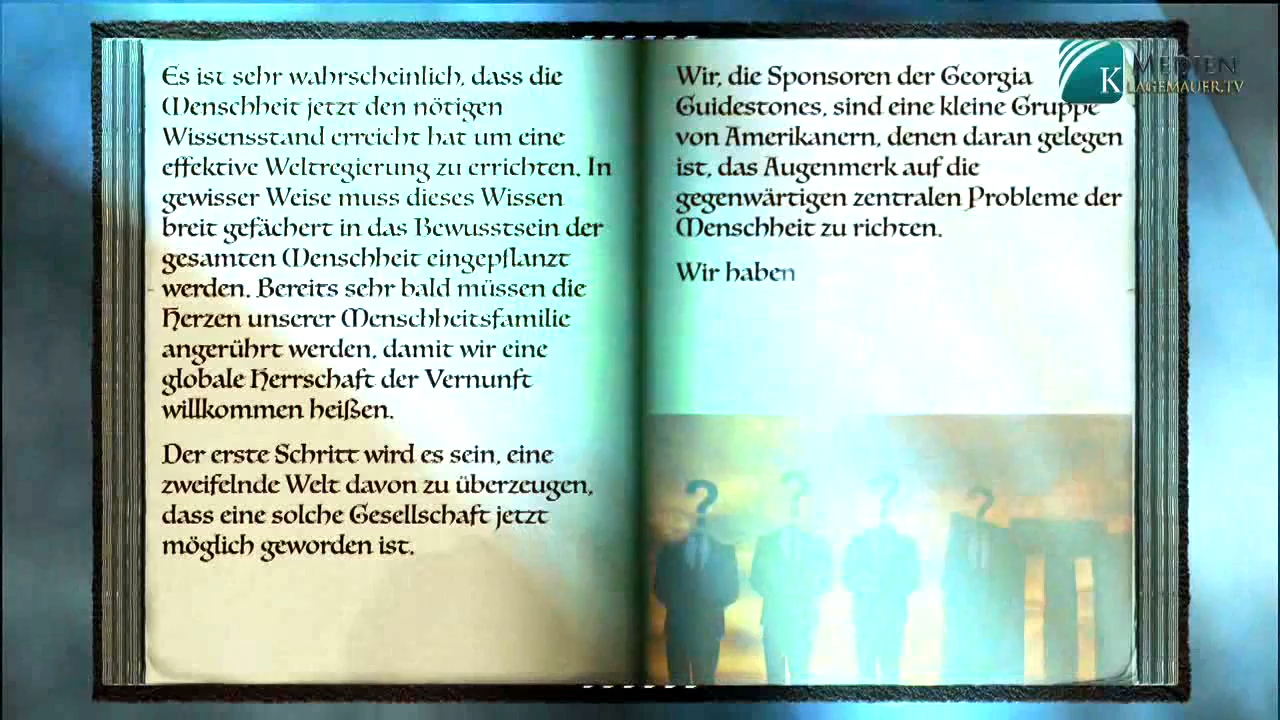 Es ist sehr wahrscheinlich, dass die
Menschheit jetzt den nötigen
Wissensstand erreicht hat um eine
effektive Weltregierung zu errichten. In
gewisser Weise muss dieses Wissen
breit gefächert in das Bewusstsein der
gesamten Menschheit eingepflanzt
werden. Bereits sehr bald müssen die
Herzen unserer Menschheitsfamilie
angerührt werden, damit wir eine
globale Herrschaft der Vernunft
willkommen heißen.
Der erste Schritt wird es sein, eine
zweifelnde Welt davon zu überzeugen,
dass eine solche Gesellschaft jetzt
möglich geworden ist.
Wir, die Sponsoren der Georgia
Guidestones, sind eine kleine Gruppe
von Amerikanern, denen daran gelegen
ist, das Augenmerk auf die
gegenwärtigen zentralen Probleme der
Menschheit zu richten.
Wir haben
MEDIEN
KLAGEMAUER.TV
? ? ? ?